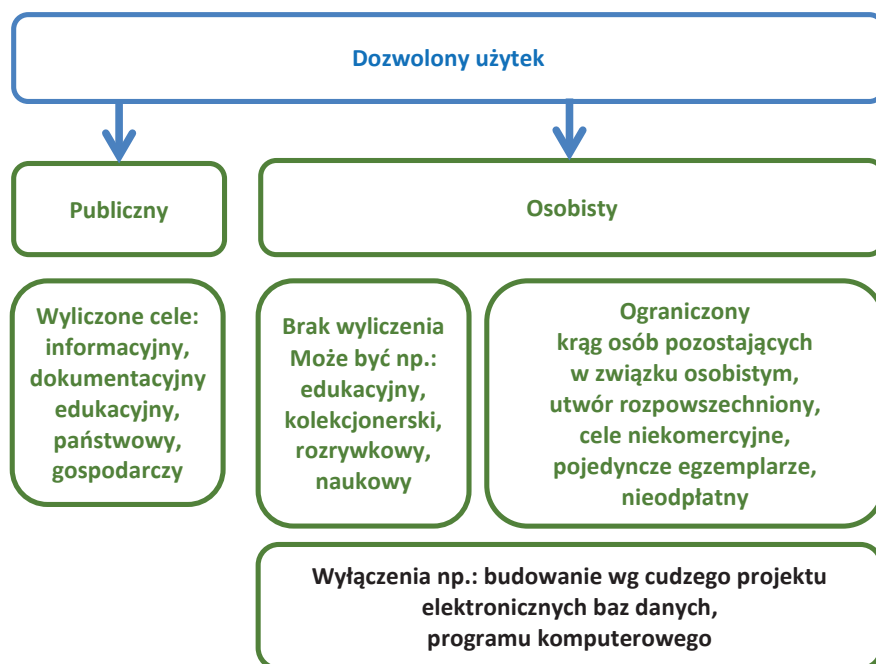 Dozwolony użytek
Publiczny
Osobisty
Wyliczone cele:
informacyjny,
dokumentacyjny
edukacyjny,
państwowy,
gospodarczy
Brak wyliczenia
Może być np.:
edukacyjny,
kolekcjonerski,
rozrywkowy,
naukowy
Ograniczony
krąg osób pozostających
w związku osobistym,
utwór rozpowszechniony,
cele niekomercyjne,
pojedyncze egzemplarze,
nieodpłatny
Wyłączenia np.: budowanie wg cudzego projektu
elektronicznych baz danych,
programu komputerowego